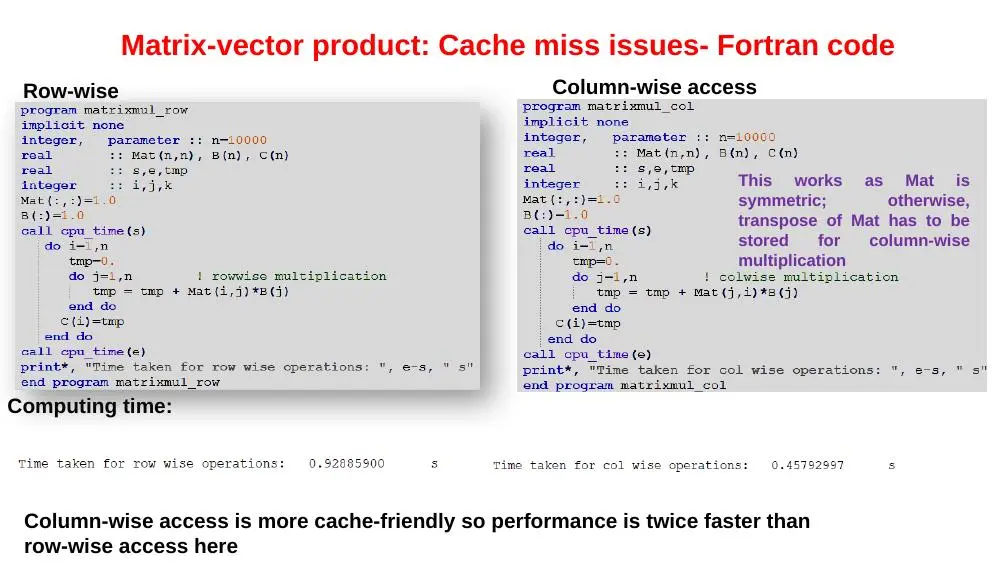 Matrix-vector product: Cache miss issues- Fortran code
Row-wise
program matrixmul_row
implicit none
integer, parameter :: n=10000
real :: Mat(n,n), B(n), C(n)
real :: s,e,tmp
integer :: i,j,k
Mat(:,:)=1.0
B(:)=1.0
call cpu_time(s)
do i=1,n
tmp=0.
do j=1,n ! rowwise multiplication
tmp = tmp + Mat(i,j)*B(j)
end do
C(i)=tmp
end do
call cpu_time(e)
print*, "Time taken for row wise operations: ", e-s, " s"
end program matrixmul_row
Column-wise access
program matrixmul_col
implicit none
integer, parameter :: n=10000
real :: Mat(n,n), B(n), C(n)
real :: s,e,tmp
integer :: i,j,k
Mat(:,:)=1.0
B(:)=1.0
call cpu_time(s)
do i=1,n
tmp=0.
do j=1,n ! colwise multiplication
tmp = tmp + Mat(j,i)*B(j)
end do
C(i)=tmp
end do
call cpu_time(e)
print*, "Time taken for col wise operations: ", e-s, " s"
end program matrixmul_col
This works as Mat is
symmetric; otherwise,
transpose of Mat has to be
stored for column-wise
multiplication
Computing time:
Time taken for row wise operations: 0.92885900 s
Time taken for col wise operations: 0.45792997 s
Column-wise access is more cache-friendly so performance is twice faster than
row-wise access here